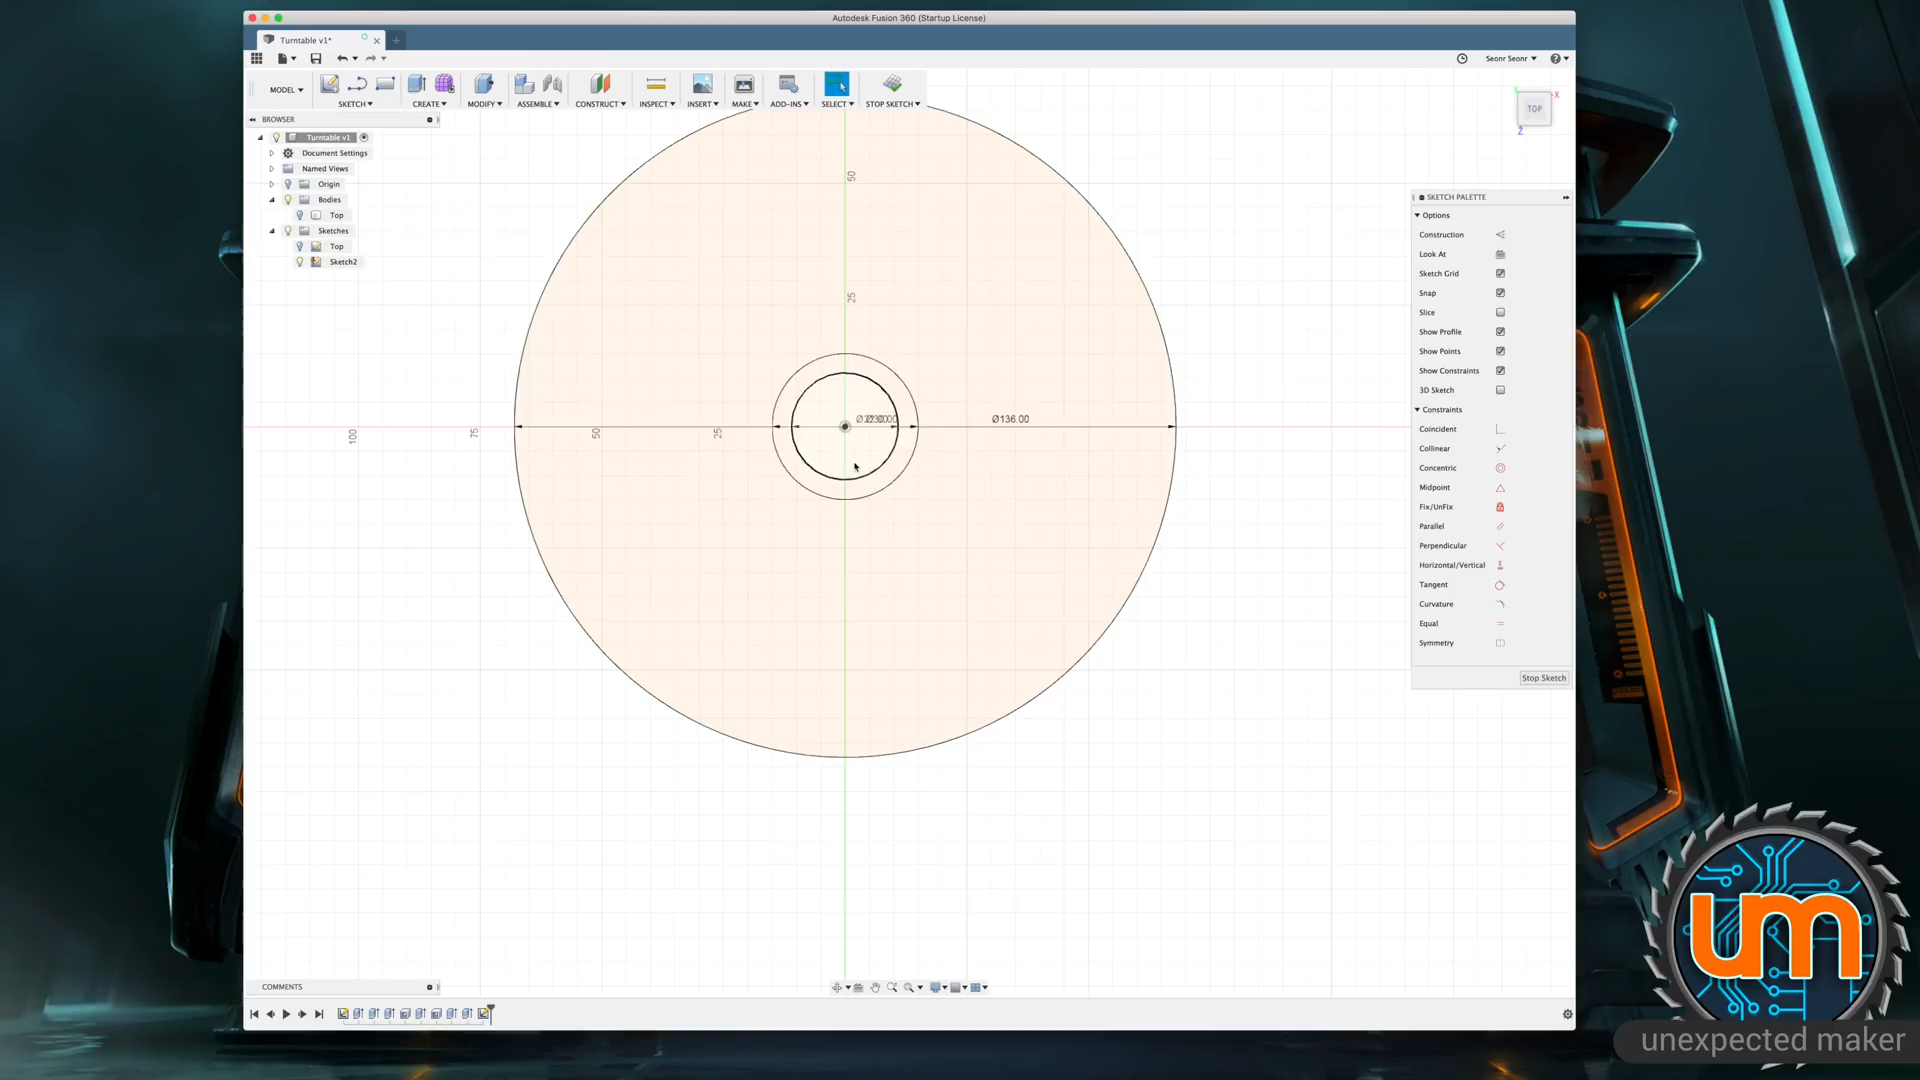 Autodesk Fusion 360 (Startup License)
Turntable v1*
Seonr Seonr
MODEL
SKETCH
CREATE
MODIFY
ASSEMBLE
CONSTRUCT
INSPECT
INSERT
MAKE
ADD-INS
SELECT
STOP SKETCH
BROWSER
Turntable v1
Document Settings
Named Views
Origin
Bodies
Top
Sketches
Top
Sketch2
TOP
X
Z
50
25
100
75
50
25
Ø136.00
SKETCH PALETTE
Options
Construction
Look At
Sketch Grid
Snap
Slice
Show Profile
Show Points
Show Constraints
3D Sketch
Constraints
Coincident
Collinear
Concentric
Midpoint
Fix/UnFix
Parallel
Perpendicular
Horizontal/Vertical
Tangent
Curvature
Equal
Symmetry
Stop Sketch
COMMENTS
um
unexpected maker